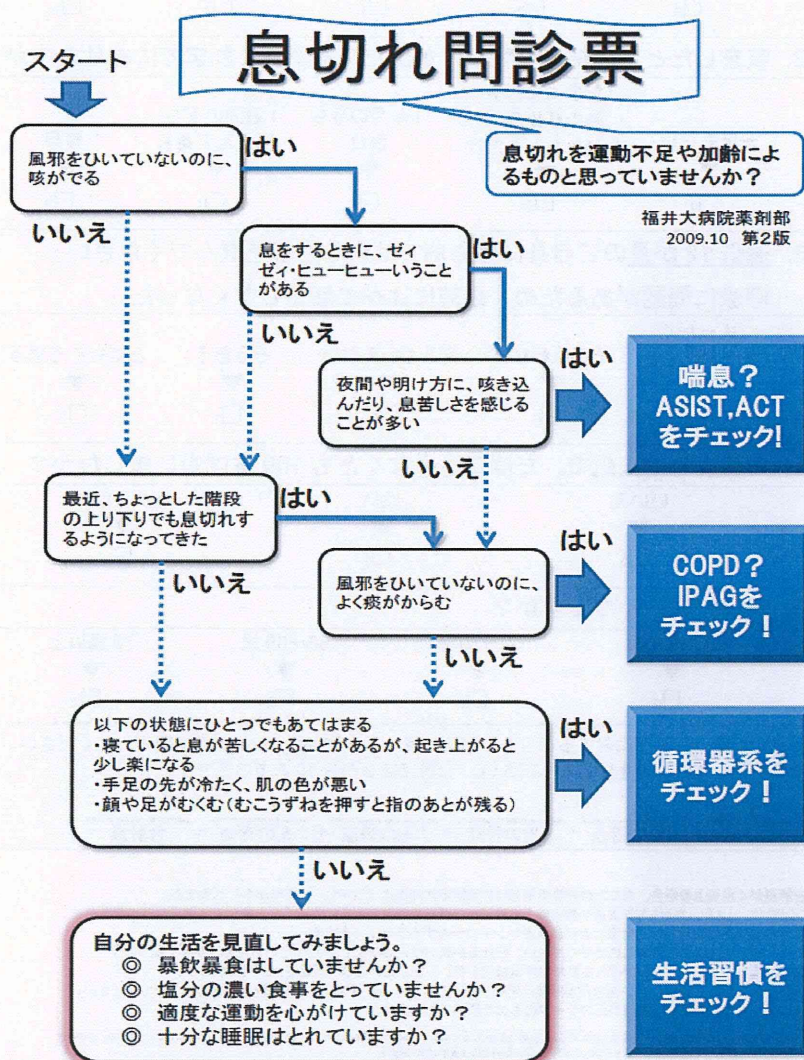 息切れ問診票
スタート
風邪をひいていないのに、
咳がでる
はい
いいえ
息切れを運動不足や加齢によ
るものと思っていませんか?
福井大病院薬剤部
2009.10 第2版
息をするときに、ゼィ
ゼィ・ヒューヒューいうこと
がある
はい
いいえ
夜間や明け方に、咳き込
んだり、息苦しさを感じる
ことが多い
はい
いいえ
喘息?
ASIST,ACT
をチェック!
最近、ちょっとした階段
の上り下りでも息切れす
るようになってきた
はい
いいえ
風邪をひいていないのに、
よく痰がからむ
はい
いいえ
COPD?
IPAGを
チェック!
以下の状態にひとつでもあてはまる
・寝ていると息が苦しくなることがあるが、起き上がると
少し楽になる
・手足の先が冷たく、肌の色が悪い
・顔や足がむくむ(むこうずねを押すと指のあとが残る)
はい
いいえ
循環器系を
チェック!
自分の生活を見直してみましょう。
◎ 暴飲暴食はしていませんか?
◎ 塩分の濃い食事をとっていませんか?
◎ 適度な運動を心がけていますか?
◎ 十分な睡眠はとれていますか?
生活習慣を
チェック!